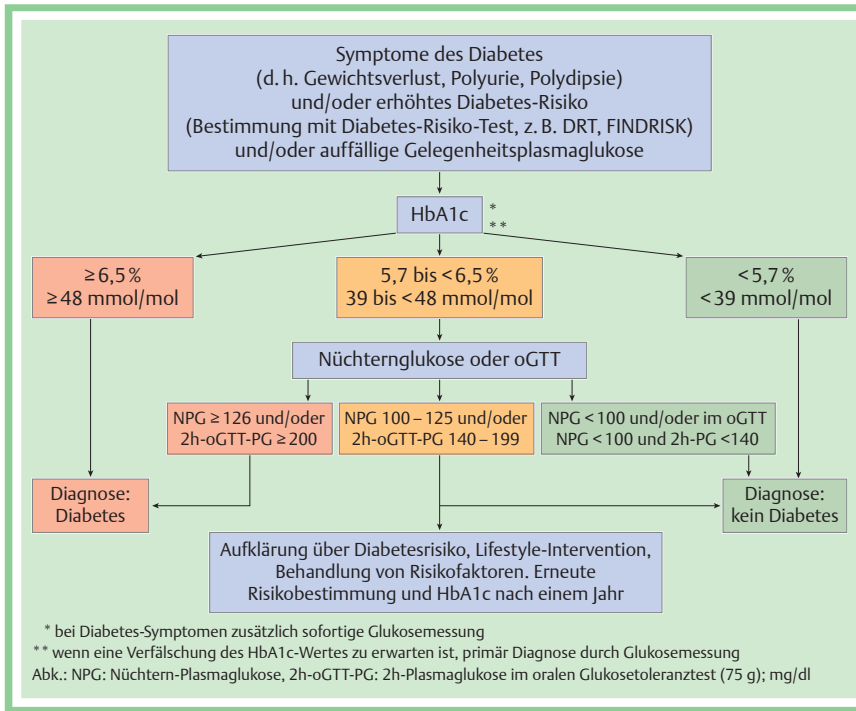 Symptome des Diabetes
(d. h. Gewichtsverlust, Polyurie, Polydipsie)
und/oder erhöhtes Diabetes-Risiko
(Bestimmung mit Diabetes-Risiko-Test, z. B. DRT, FINDRISK)
und/oder auffällige Gelegenheitsplasmaglukose
HbA1c
*
**
≥ 6,5 %
≥ 48 mmol/mol
5,7 bis < 6,5 %
39 bis < 48 mmol/mol
< 5,7 %
< 39 mmol/mol
Nüchternglukose oder oGTT
NPG ≥ 126 und/oder
2h-oGTT-PG ≥ 200
NPG 100 – 125 und/oder
2h-oGTT-PG 140 – 199
NPG < 100 und/oder im oGTT
NPG < 100 und 2h-PG < 140
Diagnose:
Diabetes
Diagnose:
kein Diabetes
Aufklärung über Diabetesrisiko, Lifestyle-Intervention,
Behandlung von Risikofaktoren. Erneute
Risikobestimmung und HbA1c nach einem Jahr
* bei Diabetes-Symptomen zusätzlich sofortige Glukosemessung
** wenn eine Verfälschung des HbA1c-Wertes zu erwarten ist, primär Diagnose durch Glukosemessung
Abk.: NPG: Nüchtern-Plasmaglukose, 2h-oGTT-PG: 2h-Plasmaglukose im oralen Glukosetoleranztest (75 g); mg/dl